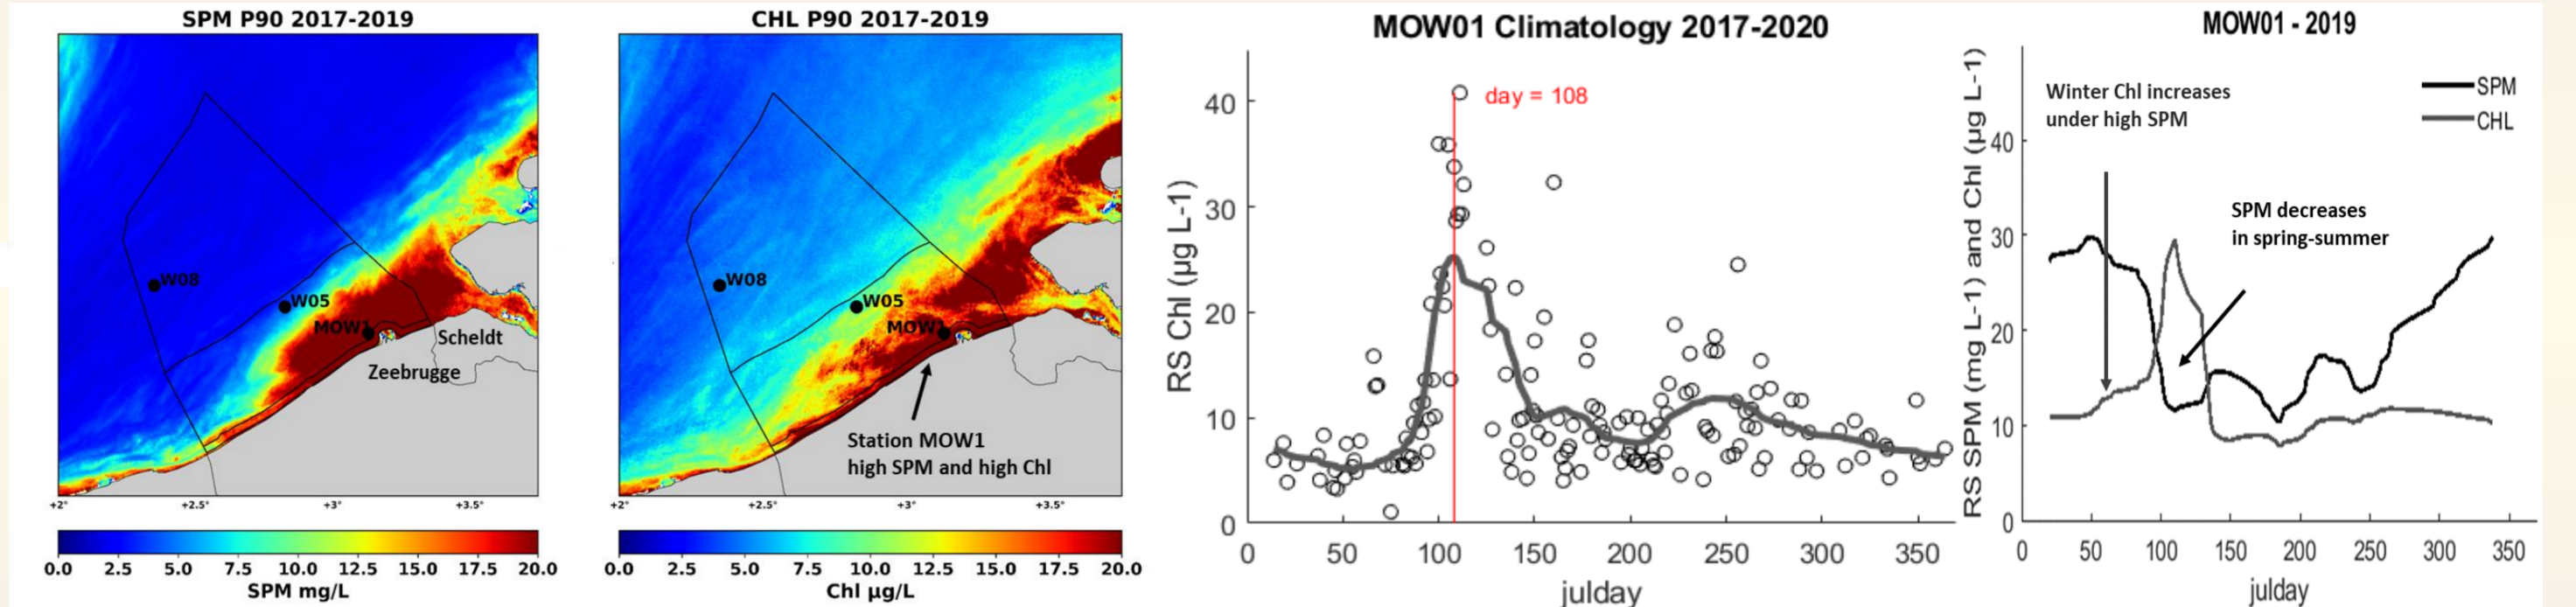 SPM P90 2017-2019
W08
W05
MOW1
Scheldt
Zeebrugge
+2°
+2.5°
+3°
+3.5°
0.0 2.5 5.0 7.5 10.0 12.5 15.0 17.5 20.0
SPM mg/L
CHL P90 2017-2019
W08
W05
MOW1
Station MOW1
high SPM and high Chl
+2°
+2.5°
+3°
+3.5°
0.0 2.5 5.0 7.5 10.0 12.5 15.0 17.5 20.0
Chl µg/L
MOW01 Climatology 2017-2020
day = 108
RS Chl (µg L-1)
40
30
20
10
0
0 50 100 150 200 250 300 350
julday
MOW01 - 2019
Winter Chl increases
under high SPM
SPM
CHL
SPM decreases
in spring-summer
RS SPM (mg L-1) and Chl (µg L-1)
40
30
20
10
0
0 50 100 150 200 250 300 350
julday